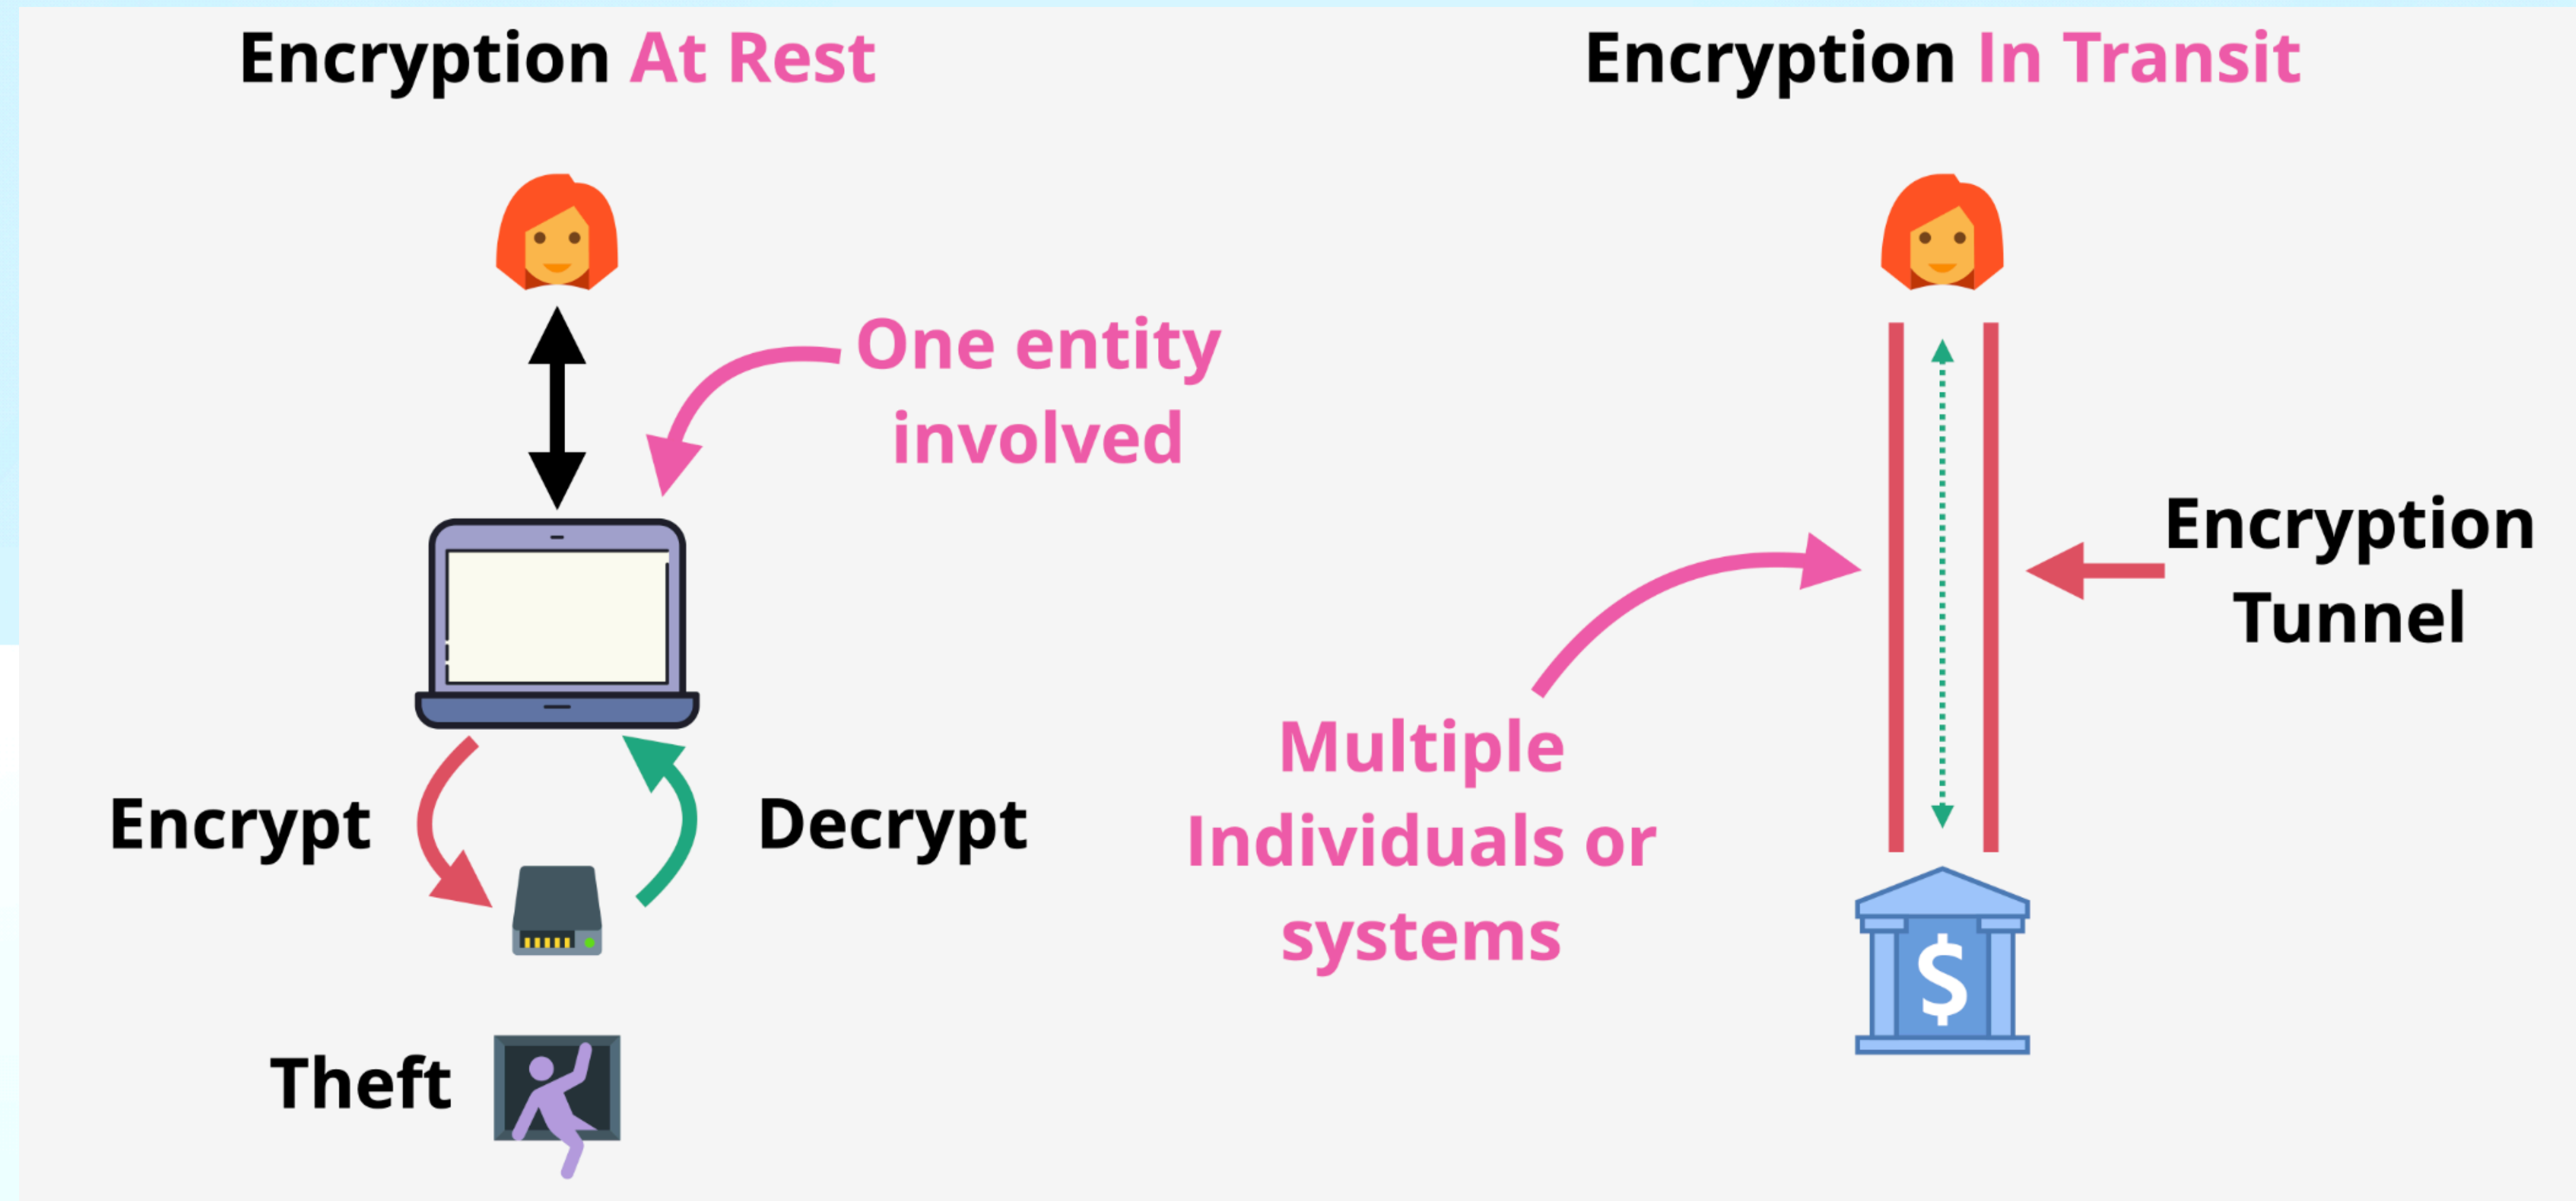 Encryption At Rest
One entity
involved
Encrypt
Decrypt
Theft
Encryption In Transit
Encryption
Tunnel
Multiple
Individuals or
systems
$